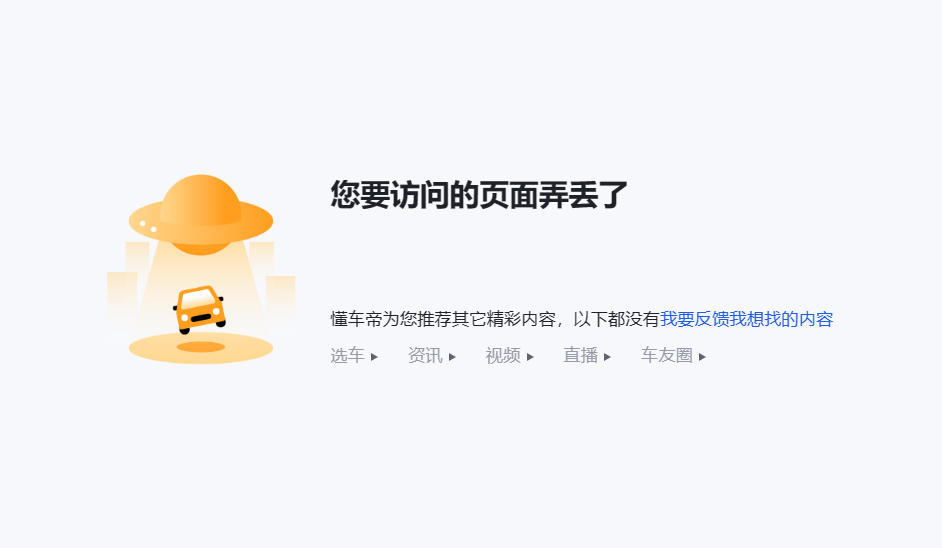 您要访问的页面弄丢了
懂车帝为您推荐其它精彩内容，以下都没有我要反馈我想找的内容
选车 资讯 视频 直播 车友圈